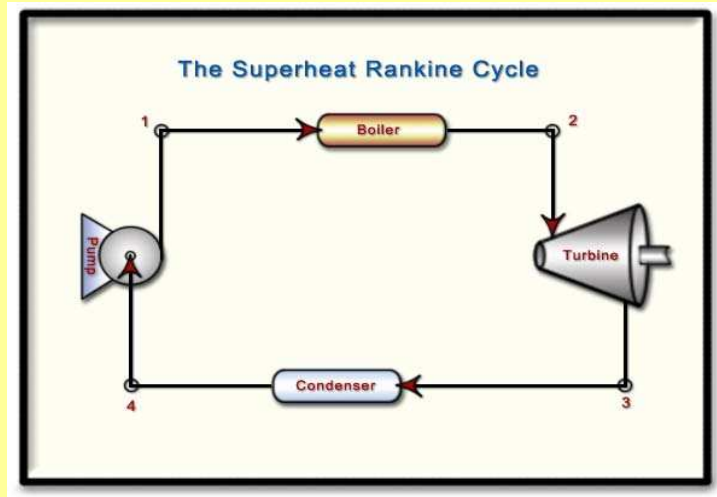 The Superheat Rankine Cycle
1
Boiler
2
Pump
Turbine
Condenser
4
3